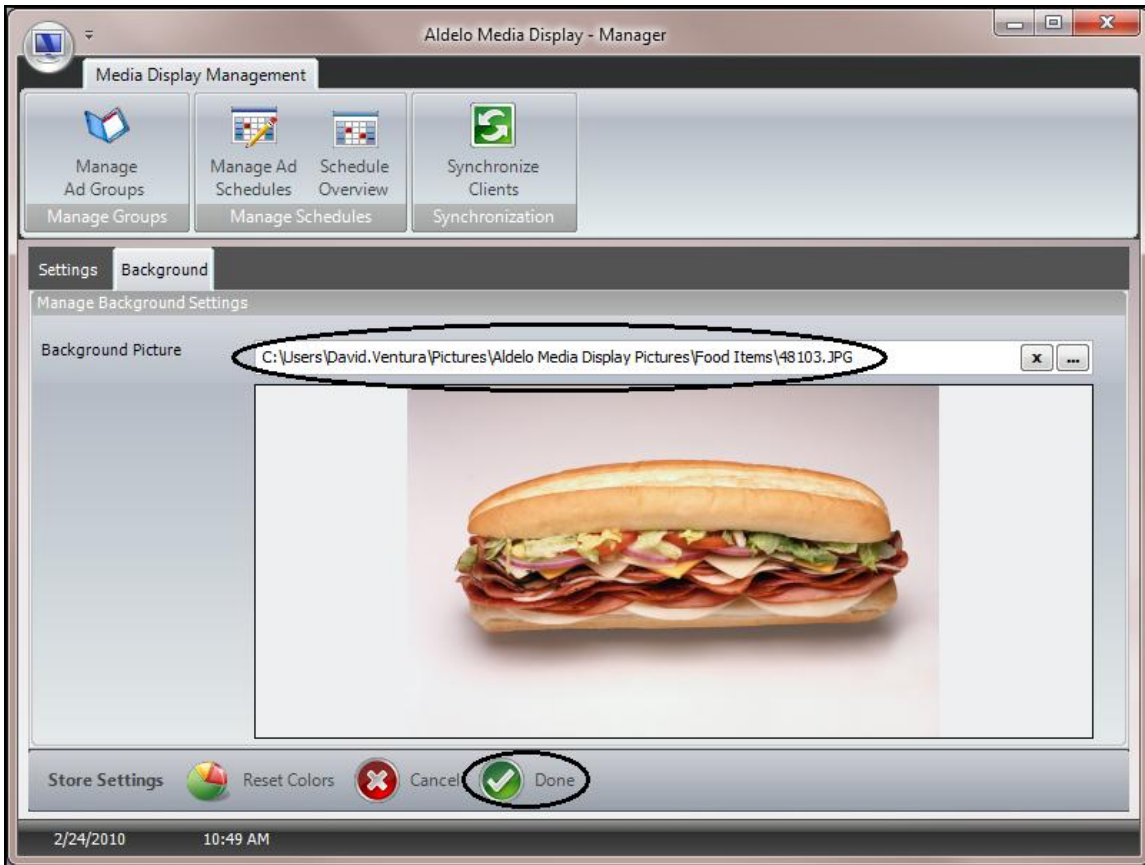 Aldelo Media Display - Manager
Media Display Management
Manage Ad Groups
Manage Ad Schedules
Schedule Overview
Synchronize Clients
Manage Groups
Manage Schedules
Synchronization
Settings
Background
Manage Background Settings
Background Picture
C:\Users\David.Ventura\Pictures\Aldelo Media Display Pictures\Food Items\48103.JPG
x
...
Store Settings
Reset Colors
Cancel
Done
2/24/2010
10:49 AM